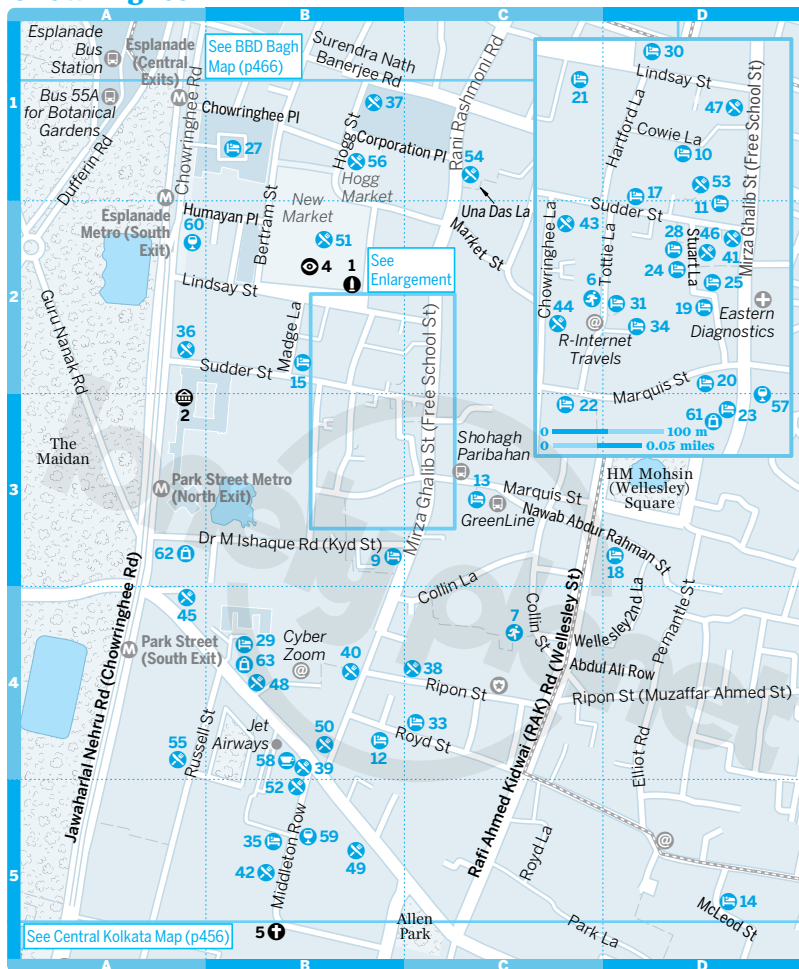 A
B
C
D
1
2
3
4
5
Esplanade
Bus
Station
Esplanade
(Central
Exits)
Bus 55A
for Botanical
Gardens
M
Dufferin Rd
Chowringhee Rd
See BBD Bagh
Map (p466)
Surendra Nath
Banerjee Rd
Chowringhee Pl
27
37
Hogg St
Corporation Pl
56
Hogg
Market
Rani Rashmoni Rd
54
Una Das La
Market St
M
Esplanade
Metro (South
Exit)
Humayan Pl
60
Bertram St
New
Market
51
4
1
See
Enlargement
Lindsay St
Guru Nanak Rd
36
Sudder St
Madge La
15
2
The
Maidan
M
Park Street Metro
(North Exit)
Mirza Ghalib St (Free School St)
30
Lindsay St
21
47
Hartford La
Cowie La
10
53
17
11
Sudder St
Chowringhee La
43
Tottie La
28
Stuart La
46
41
24
25
6
31
19
44
@
34
R-Internet
Travels
Eastern
Diagnostics
Mirza Ghalib St (Free School St)
Marquis St
20
22
57
61
23
0
100 m
0
0.05 miles
Shohagh
Paribahan
13
Marquis St
GreenLine
HM Mohsin
(Wellesley)
Square
Nawab Abdur Rahman St
18
62
Dr M Ishaque Rd (Kyd St)
9
45
Collin La
7
Collin St
Wellesley 2nd La
Pemantle St
Abdul Ali Row
Jawaharlal Nehru Rd (Chowringhee Rd)
M
Park Street
(South Exit)
29
63
48
Cyber
Zoom
@
40
38
Ripon St
Ripon St (Muzaffar Ahmed St)
Rafi Ahmed Kidwai (RAK) Rd (Wellesley St)
33
Royd St
12
50
Jet
Airways
58
39
52
55
Russell St
Elliot Rd
@
35
59
49
42
Middleton Row
Royd La
14
McLeod St
Park La
Allen
Park
See Central Kolkata Map (p456)
5
A
B
C
D
lonely planet